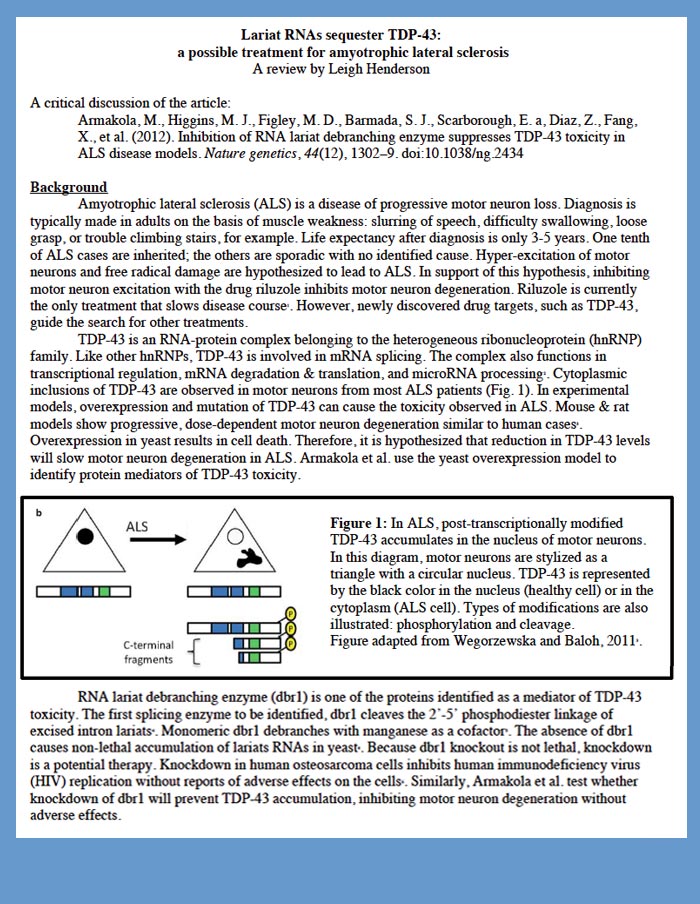 Lariat RNAs sequester TDP-43:
a possible treatment for amyotrophic lateral sclerosis
A review by Leigh Henderson
A critical discussion of the article:
Armakola, M., Higgins, M. J., Figley, M. D., Barmada, S. J., Scarborough, E. a, Diaz, Z., Fang,
X., et al. (2012). Inhibition of RNA lariat debranching enzyme suppresses TDP-43 toxicity in
ALS disease models. Nature genetics, 44(12), 1302–9. doi:10.1038/ng.2434
Background
Amyotrophic lateral sclerosis (ALS) is a disease of progressive motor neuron loss. Diagnosis is
typically made in adults on the basis of muscle weakness: slurring of speech, difficulty swallowing, loose
grasp, or trouble climbing stairs, for example. Life expectancy after diagnosis is only 3-5 years. One tenth
of ALS cases are inherited; the others are sporadic with no identified cause. Hyper-excitation of motor
neurons and free radical damage are hypothesized to lead to ALS. In support of this hypothesis, inhibiting
motor neuron excitation with the drug riluzole inhibits motor neuron degeneration. Riluzole is currently
the only treatment that slows disease course. However, newly discovered drug targets, such as TDP-43,
guide the search for other treatments.
TDP-43 is an RNA-protein complex belonging to the heterogeneous ribonucleoprotein (hnRNP)
family. Like other hnRNPs, TDP-43 is involved in mRNA splicing. The complex also functions in
transcriptional regulation, mRNA degradation & translation, and microRNA processing. Cytoplasmic
inclusions of TDP-43 are observed in motor neurons from most ALS patients (Fig. 1). In experimental
models, overexpression and mutation of TDP-43 can cause the toxicity observed in ALS. Mouse & rat
models show progressive, dose-dependent motor neuron degeneration similar to human cases.
Overexpression in yeast results in cell death. Therefore, it is hypothesized that reduction in TDP-43 levels
will slow motor neuron degeneration in ALS. Armakola et al. use the yeast overexpression model to
identify protein mediators of TDP-43 toxicity.
b
ALS
P
P
P
C-terminal
fragments
Figure 1: In ALS, post-transcriptionally modified
TDP-43 accumulates in the nucleus of motor neurons.
In this diagram, motor neurons are stylized as a
triangle with a circular nucleus. TDP-43 is represented
by the black color in the nucleus (healthy cell) or in the
cytoplasm (ALS cell). Types of modifications are also
illustrated: phosphorylation and cleavage.
Figure adapted from Wegorzewska and Baloh, 2011.
RNA lariat debranching enzyme (dbr1) is one of the proteins identified as a mediator of TDP-43
toxicity. The first splicing enzyme to be identified, dbr1 cleaves the 2’-5’ phosphodiester linkage of
excised intron lariats. Monomeric dbr1 debranches with manganese as a cofactor. The absence of dbr1
causes non-lethal accumulation of lariats RNAs in yeast. Because dbr1 knockout is not lethal, knockdown
is a potential therapy. Knockdown in human osteosarcoma cells inhibits human immunodeficiency virus
(HIV) replication without reports of adverse effects on the cells. Similarly, Armakola et al. test whether
knockdown of dbr1 will prevent TDP-43 accumulation, inhibiting motor neuron degeneration without
adverse effects.